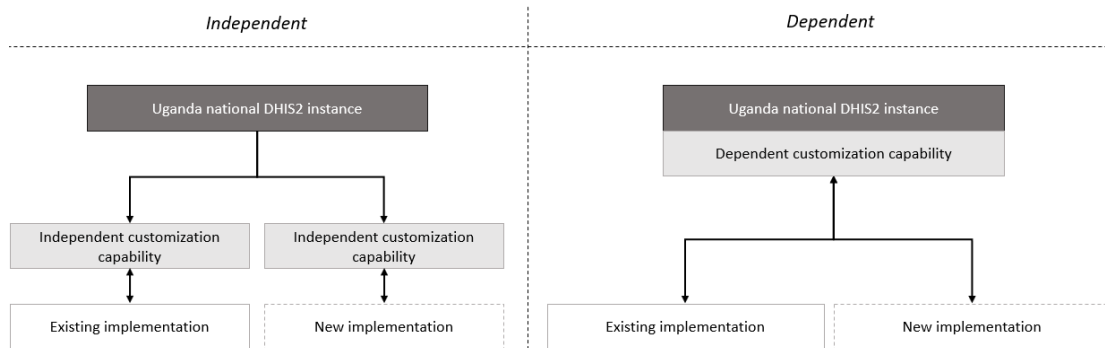 Independent
Dependent
Uganda national DHIS2 instance
Uganda national DHIS2 instance
Dependent customization capability
Independent customization
capability
Independent customization
capability
Existing implementation
New implementation
Existing implementation
New implementation